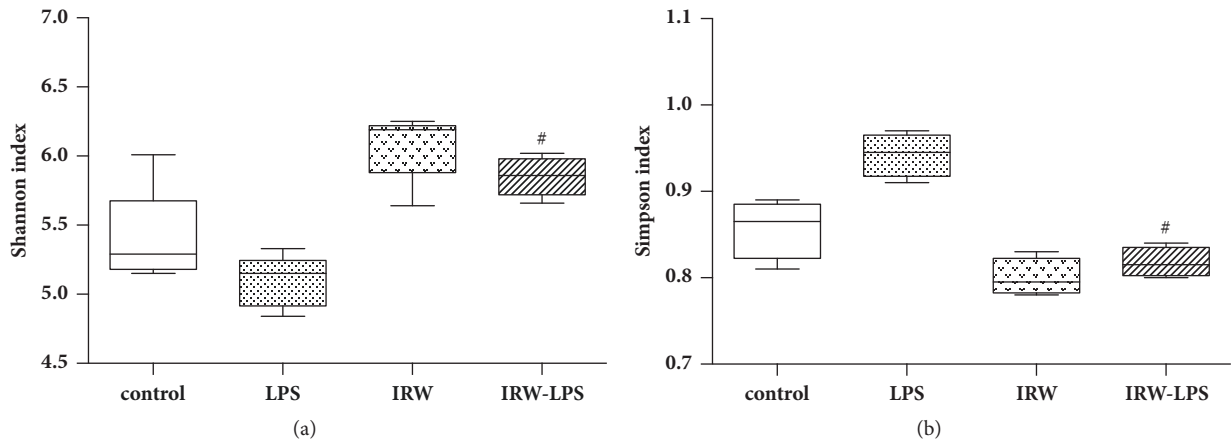 Shannon index
7.0
6.5
6.0
5.5
5.0
4.5
#
control
LPS
IRW
IRW-LPS
(a)
Simpson index
1.1
1.0
0.9
0.8
0.7
#
control
LPS
IRW
IRW-LPS
(b)